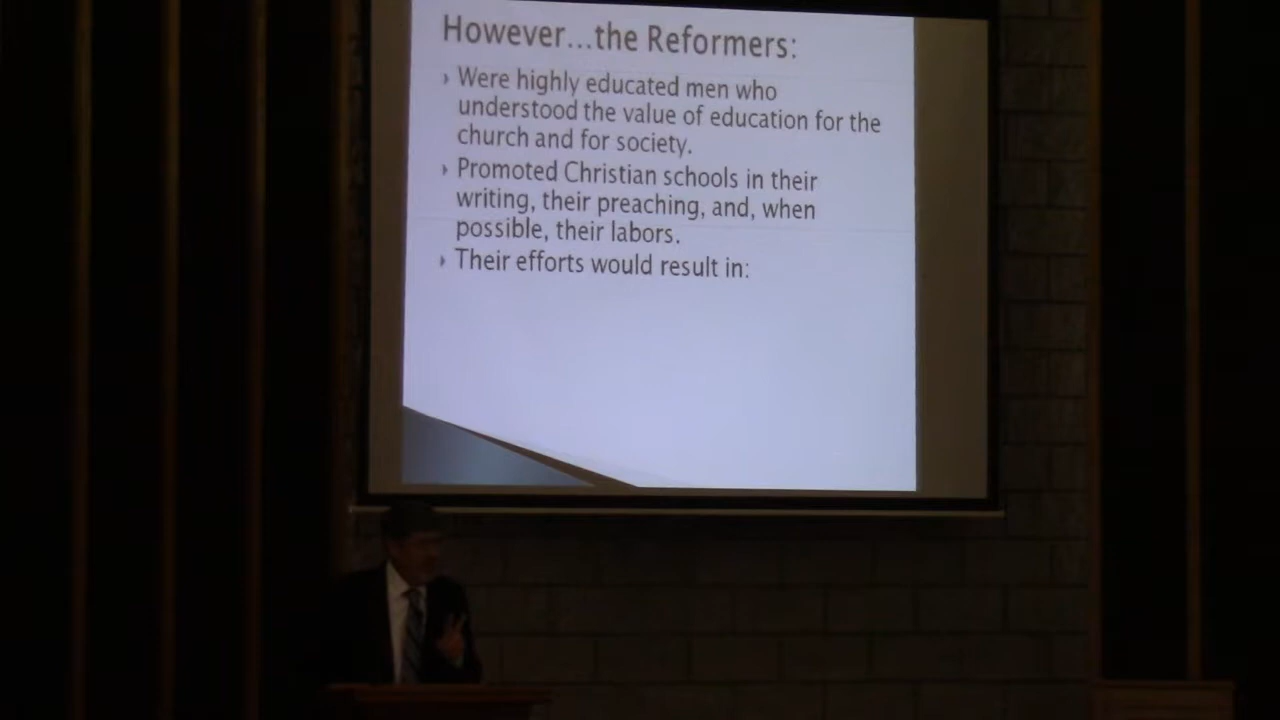 However...the Reformers:
› Were highly educated men who
understood the value of education for the
church and for society.
› Promoted Christian schools in their
writing, their preaching, and, when
possible, their labors.
› Their efforts would result in: